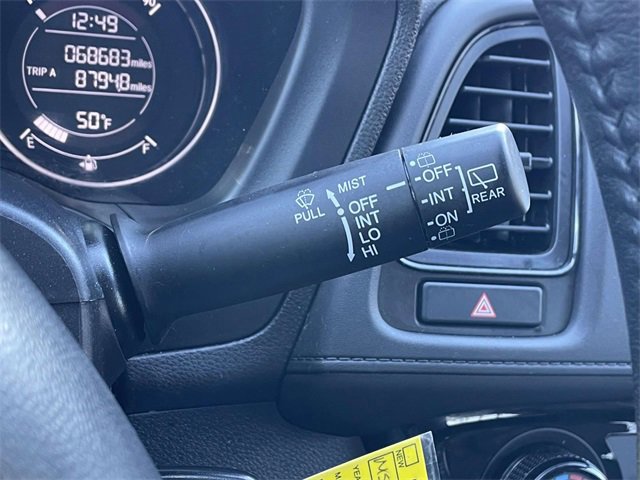 12:49
068683 miles
TRIP A 8794.8 miles
50°F
E F
MIST
PULL
OFF
INT
LO
HI
OFF
INT
ON
REAR
NEW